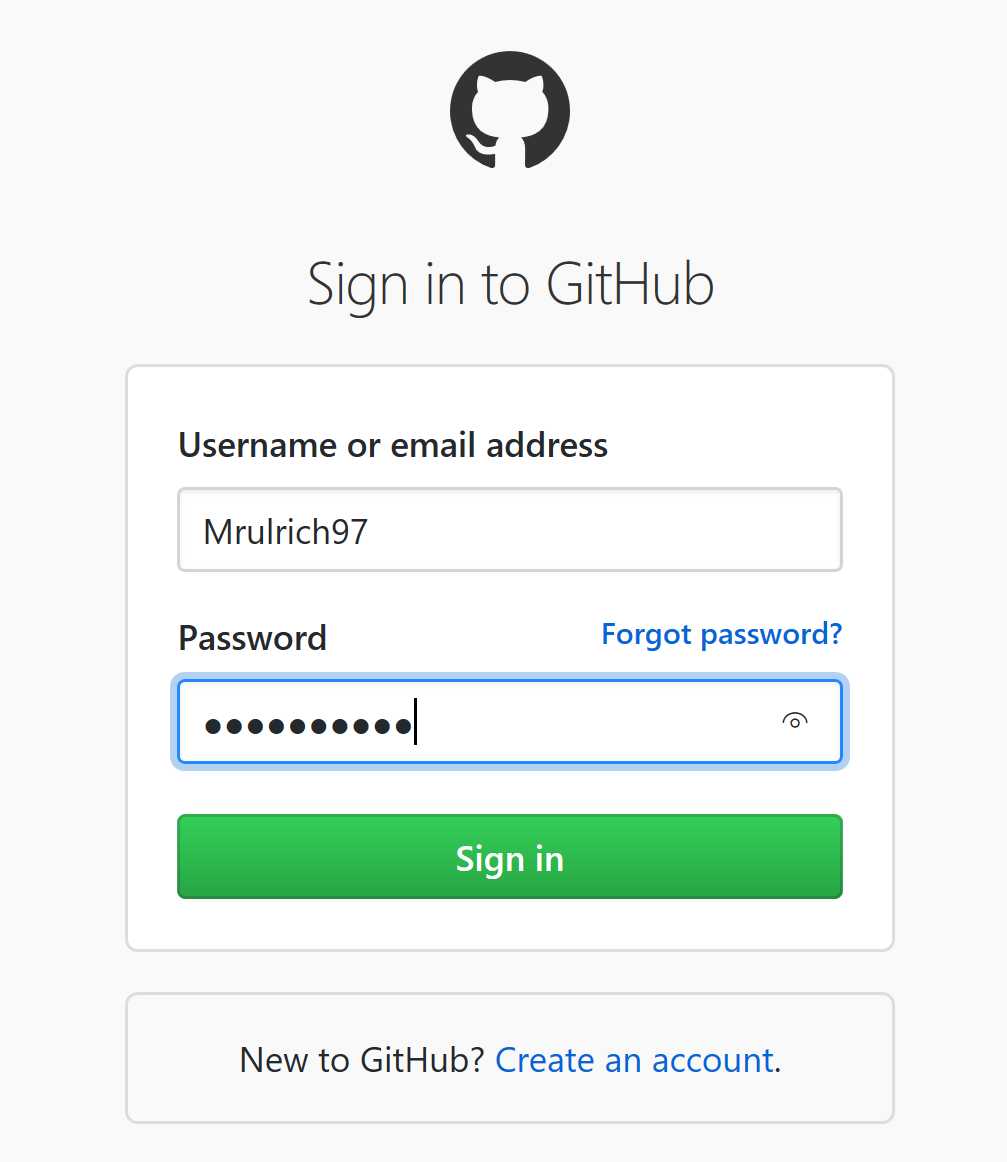 Sign in to GitHub
Username or email address
Mrulrich97
Password Forgot password?
••••••••••
Sign in
New to GitHub? Create an account.